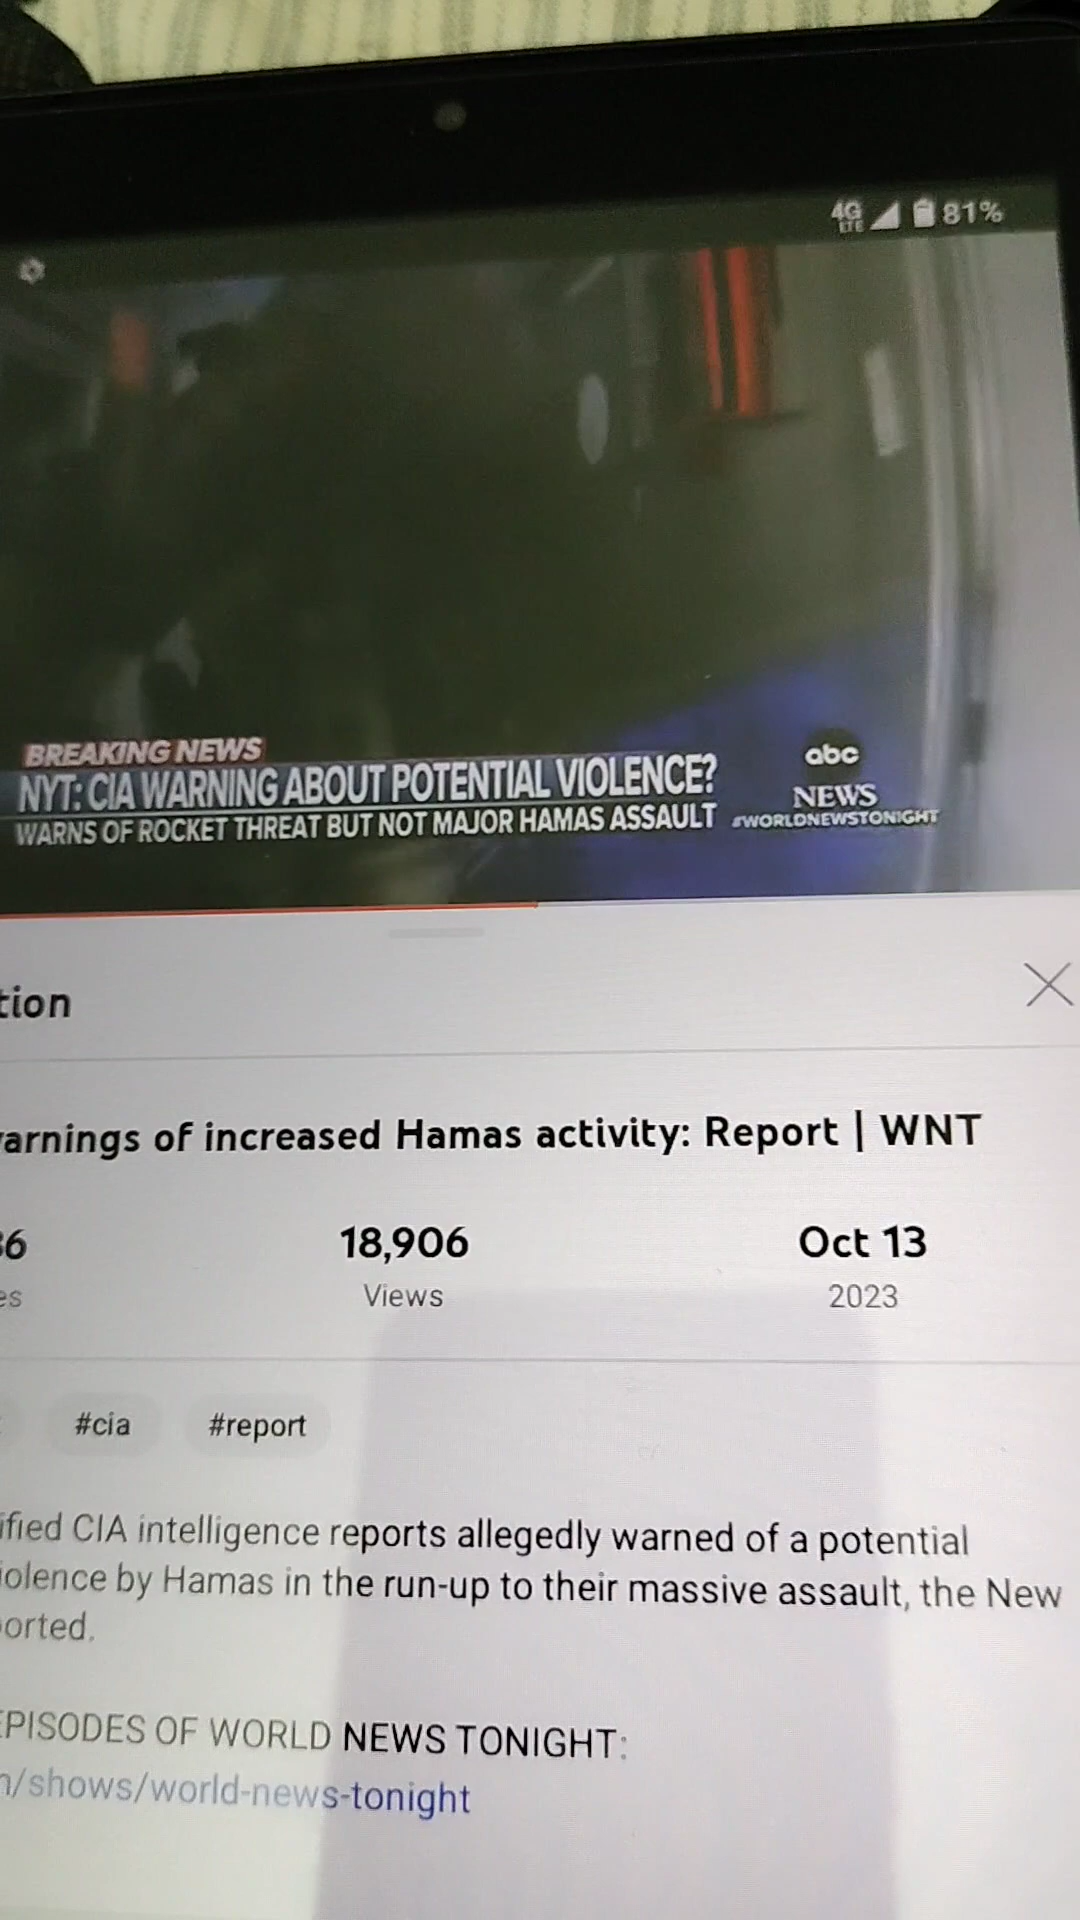 4G
LTE
81%
BREAKING NEWS
NYT: CIA WARNING ABOUT POTENTIAL VIOLENCE?
WARNS OF ROCKET THREAT BUT NOT MAJOR HAMAS ASSAULT
abc
NEWS
#WORLDNEWSTONIGHT
tion
arnings of increased Hamas activity: Report | WNT
36
18,906
Oct 13
es
Views
2023
#cia
#report
ified CIA intelligence reports allegedly warned of a potential
iolence by Hamas in the run-up to their massive assault, the New
orted.
EPISODES OF WORLD NEWS TONIGHT:
m/shows/world-news-tonight